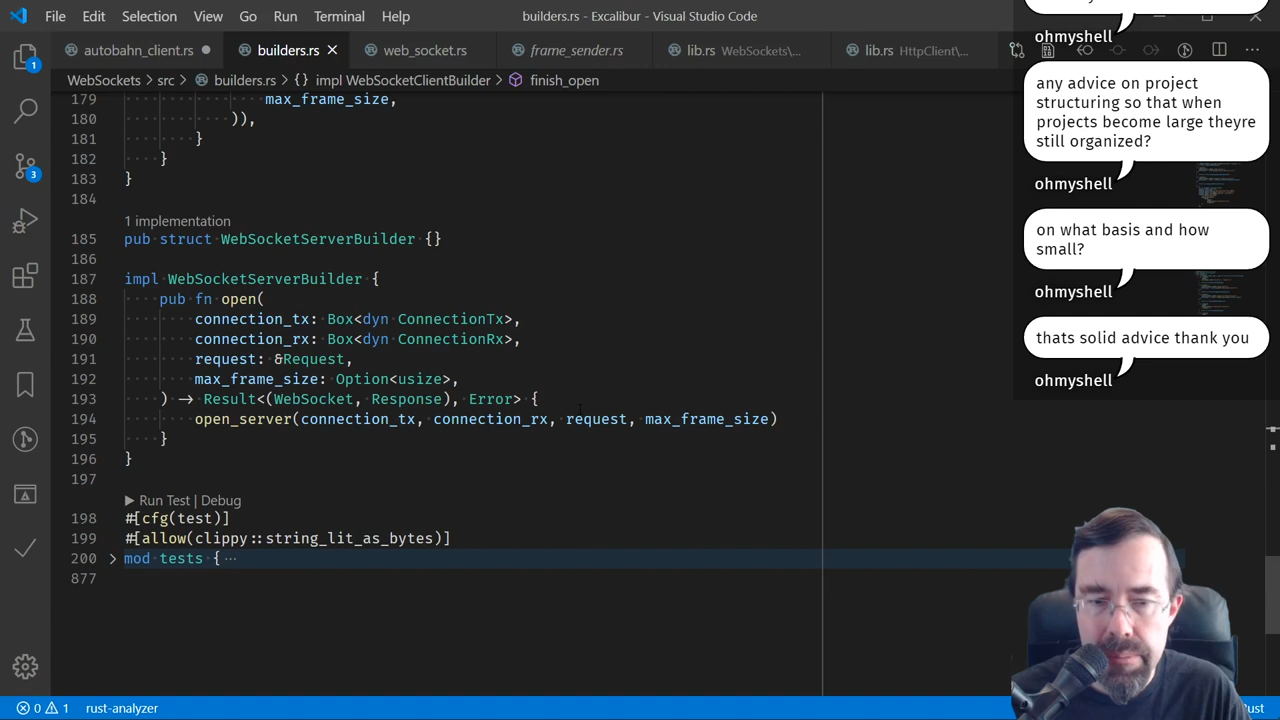 File Edit Selection View Go Run Terminal Help builders.rs - Excalibur - Visual Studio Code
autobahn_client.rs builders.rs web_socket.rs frame_sender.rs lib.rs WebSockets\... lib.rs HttpClient\...
WebSockets > src > builders.rs > {} impl WebSocketClientBuilder > finish_open
179 max_frame_size,
180 )),
181 }
182 }
183 }
184
1 implementation
185 pub struct WebSocketServerBuilder {}
186
187 impl WebSocketServerBuilder {
188 pub fn open(
189 connection_tx: Box<dyn ConnectionTx>,
190 connection_rx: Box<dyn ConnectionRx>,
191 request: &Request,
192 max_frame_size: Option<usize>,
193 ) -> Result<(WebSocket, Response), Error> {
194 open_server(connection_tx, connection_rx, request, max_frame_size)
195 }
196 }
197
▶ Run Test | Debug
198 #[cfg(test)]
199 #[allow(clippy::string_lit_as_bytes)]
200 mod tests { ...
877
ohmyshell
any advice on project
structuring so that when
projects become large theyre
still organized?
ohmyshell
on what basis and how
small?
ohmyshell
thats solid advice thank you
ohmyshell
1
3
0 1 rust-analyzer